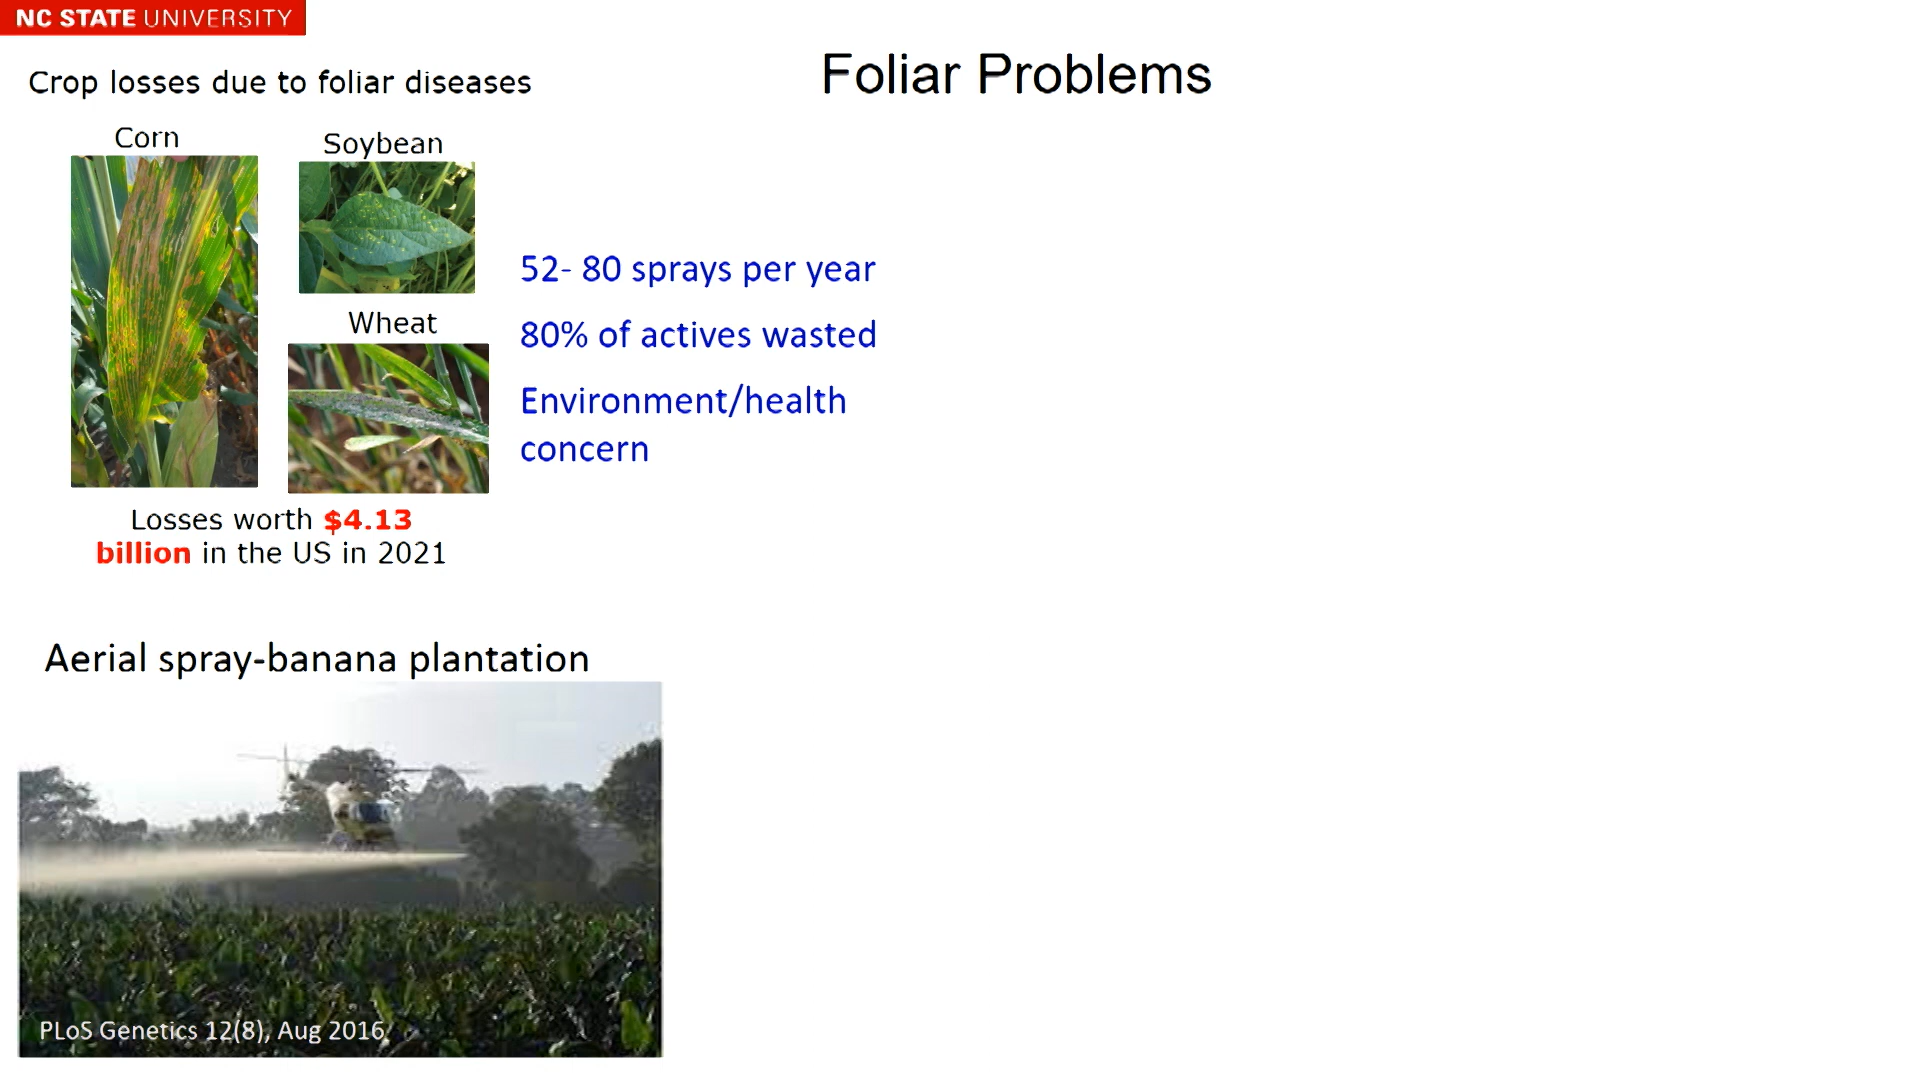 NC STATE UNIVERSITY
Foliar Problems
Crop losses due to foliar diseases
Corn
Soybean
Wheat
Losses worth $4.13
billion in the US in 2021
52- 80 sprays per year
80% of actives wasted
Environment/health
concern
Aerial spray-banana plantation
PLoS Genetics 12(8), Aug 2016.